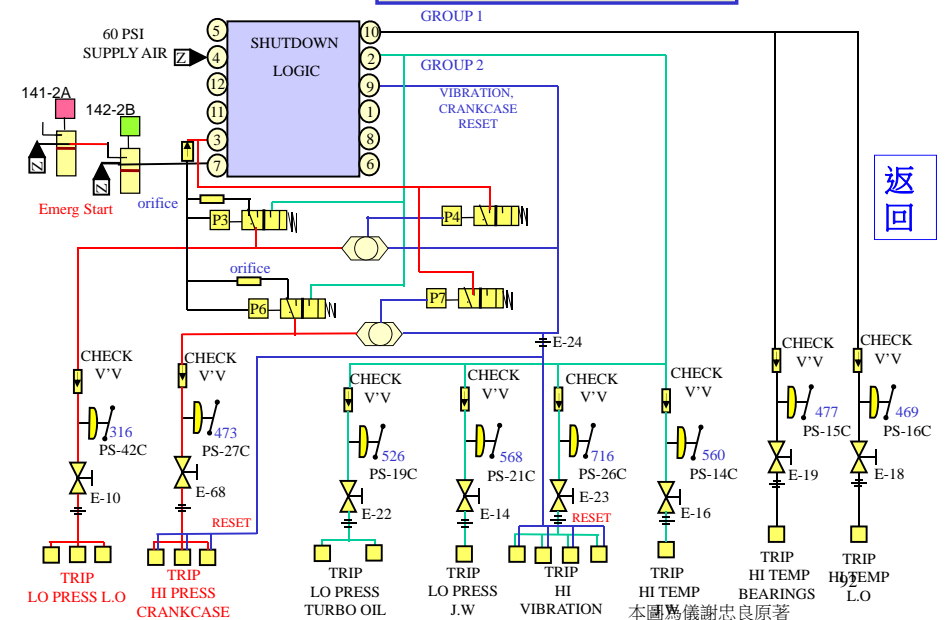 GROUP 1
60 PSI
SUPPLY AIR
Z
SHUTDOWN
LOGIC
5
4
12
11
3
7
10
2
9
1
8
6
GROUP 2
VIBRATION,
CRANKCASE
RESET
141-2A
142-2B
Z
Z
Emerg Start
返
回
orifice
P3
P4
orifice
P6
P7
E-24
CHECK
V'V
316
PS-42C
E-10
CHECK
V'V
473
PS-27C
E-68
CHECK
V'V
526
PS-19C
E-22
CHECK
V'V
568
PS-21C
E-14
CHECK
V'V
716
PS-26C
E-23
CHECK
V'V
560
PS-14C
E-16
CHECK
V'V
477
PS-15C
E-19
CHECK
V'V
469
PS-16C
E-18
RESET
RESET
TRIP
LO PRESS L.O
TRIP
HI PRESS
CRANKCASE
TRIP
LO PRESS
TURBO OIL
TRIP
LO PRESS
J.W
TRIP
HI
VIBRATION
TRIP
HI TEMP
J.W
TRIP
HI TEMP
BEARINGS
TRIP
HI TEMP
L.O
92
本圖為儀謝忠良原著